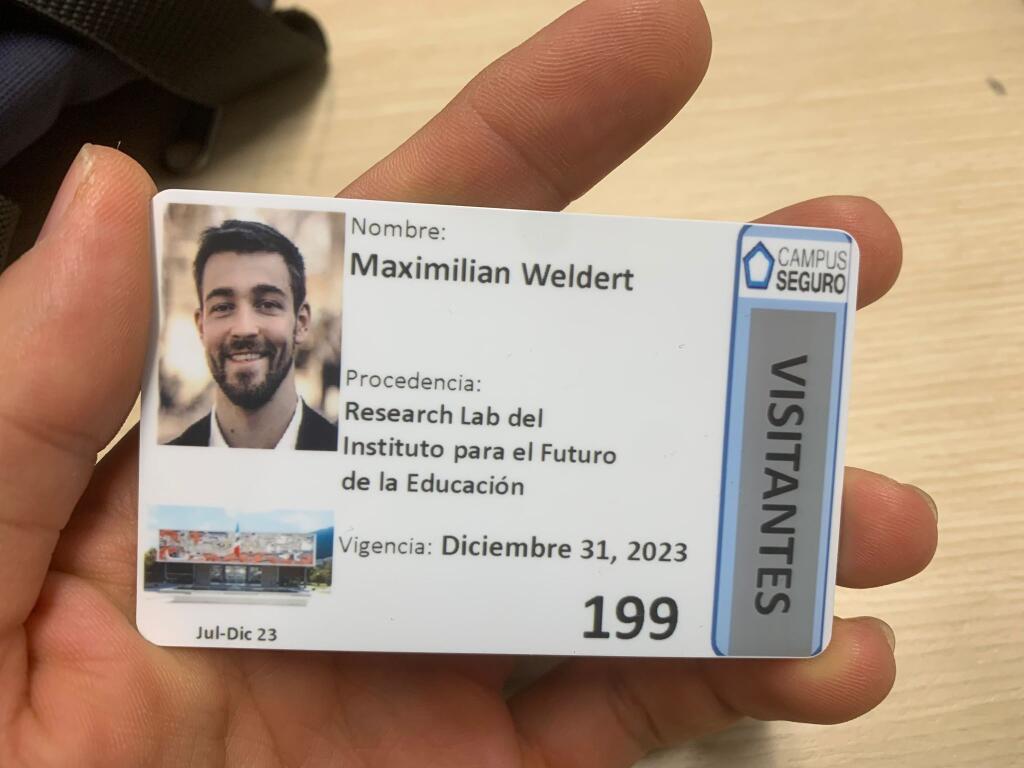 Nombre:
Maximilian Weldert
Procedencia:
Research Lab del
Instituto para el Futuro
de la Educación
Vigencia: Diciembre 31, 2023
199
Jul-Dic 23
CAMPUS
SEGURO
VISITANTES